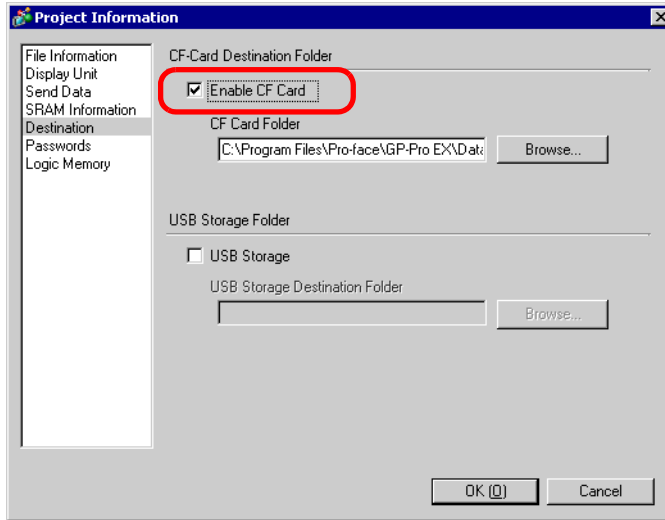 Project Information
File Information
Display Unit
Send Data
SRAM Information
Destination
Passwords
Logic Memory
CF-Card Destination Folder
Enable CF Card
CF Card Folder
C:\Program Files\Pro-face\GP-Pro EX\Data
Browse...
USB Storage Folder
USB Storage
USB Storage Destination Folder
Browse...
OK (O)
Cancel